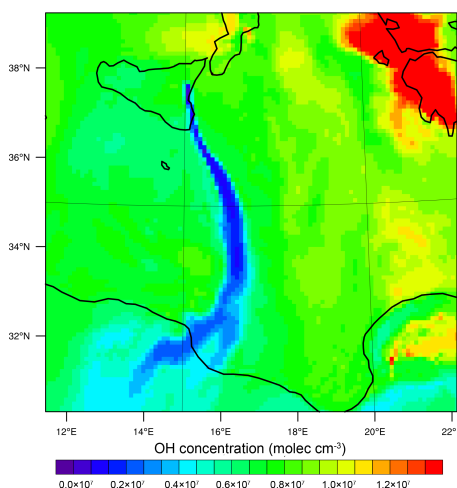 38°N
36°N
34°N
32°N
12°E 14°E 16°E 18°E 20°E 22°E
OH concentration (molec cm⁻³)
0.0×10⁷ 0.2×10⁷ 0.4×10⁷ 0.6×10⁷ 0.8×10⁷ 1.0×10⁷ 1.2×10⁷